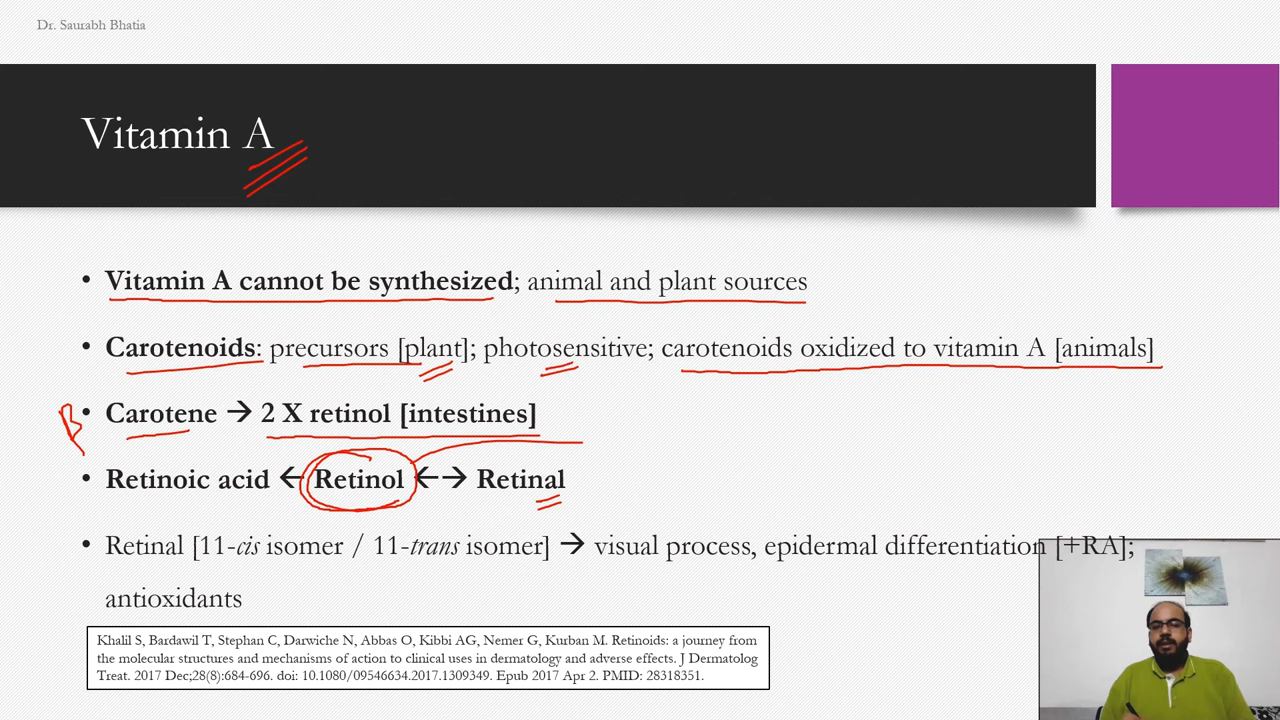 Dr. Saurabh Bhatia
Vitamin A
• Vitamin A cannot be synthesized; animal and plant sources
• Carotenoids: precursors [plant]; photosensitive; carotenoids oxidized to vitamin A [animals]
• Carotene → 2 X retinol [intestines]
• Retinoic acid ← Retinol ←→ Retinal
• Retinal [11-cis isomer / 11-trans isomer] → visual process, epidermal differentiation [+RA];
antioxidants
Khalil S, Bardawil T, Stephan C, Darwiche N, Abbas O, Kibbi AG, Nemer G, Kurban M. Retinoids: a journey from
the molecular structures and mechanisms of action to clinical uses in dermatology and adverse effects. J Dermatolog
Treat. 2017 Dec;28(8):684-696. doi: 10.1080/09546634.2017.1309349. Epub 2017 Apr 2. PMID: 28318351.